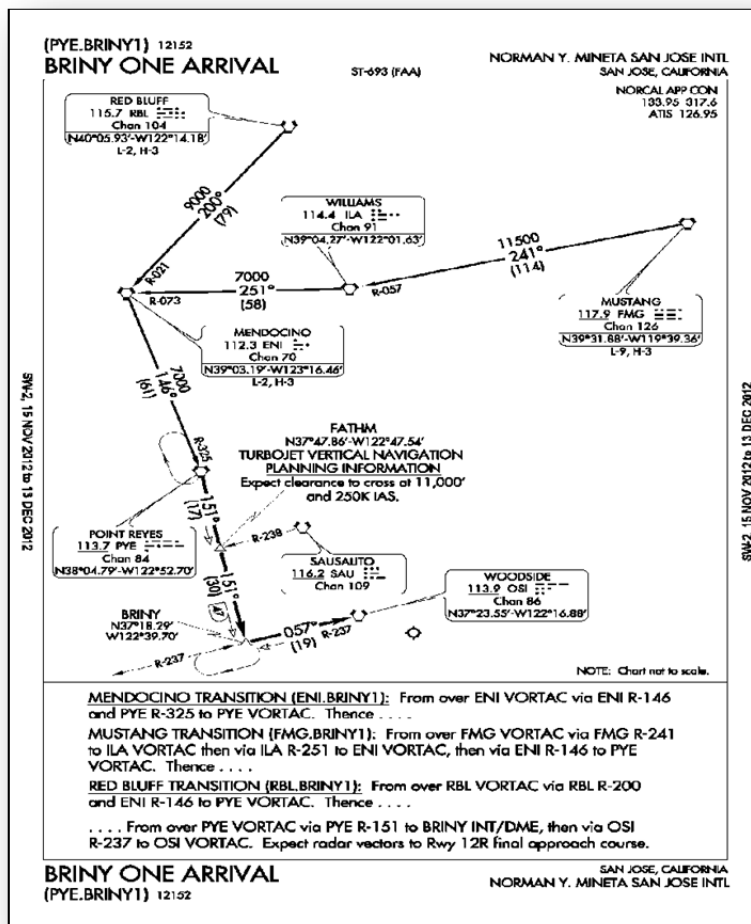 (PYE.BRINY1) 12152
BRINY ONE ARRIVAL
ST-693 (FAA)
NORMAN Y. MINETA SAN JOSE INTL
SAN JOSE, CALIFORNIA
NORCAL APP CON
133.95 317.6
ATIS 126.95
RED BLUFF
115.7 RBL
Chan 104
N40°05.93'-W122°14.18'
L-2, H-3
9000
200°
(79)
R-021
WILLIAMS
114.4 ILA
Chan 91
N39°04.27'-W122°01.63'
11500
241°
(114)
R-057
7000
251°
(58)
R-073
MUSTANG
117.9 FMG
Chan 126
N39°31.88'-W119°39.36'
L-9, H-3
MENDOCINO
112.3 ENI
Chan 70
N39°03.19'-W123°16.46'
L-2, H-3
7000
146°
(61)
R-325
FATHM
N37°47.86'-W122°47.54'
TURBOJET VERTICAL NAVIGATION
PLANNING INFORMATION
Expect clearance to cross at 11,000'
and 250K IAS.
151°
(17)
R-238
POINT REYES
113.7 PYE
Chan 84
N38°04.79'-W122°52.70'
SAUSALITO
116.2 SAU
Chan 109
151°
(30)
47
WOODSIDE
113.9 OSI
Chan 86
N37°23.55'-W122°16.88'
BRINY
N37°18.29'
W122°39.70'
057°
(19)
R-237
R-237
NOTE: Chart not to scale.
SW-2, 15 NOV 2012 to 13 DEC 2012
SW-2, 15 NOV 2012 to 13 DEC 2012
MENDOCINO TRANSITION (ENI.BRINY1): From over ENI VORTAC via ENI R-146
and PYE R-325 to PYE VORTAC. Thence . . . .
MUSTANG TRANSITION (FMG.BRINY1): From over FMG VORTAC via FMG R-241
to ILA VORTAC then via ILA R-251 to ENI VORTAC, then via ENI R-146 to PYE
VORTAC. Thence . . . .
RED BLUFF TRANSITION (RBL.BRINY1): From over RBL VORTAC via RBL R-200
and ENI R-146 to PYE VORTAC. Thence . . . .
. . . . From over PYE VORTAC via PYE R-151 to BRINY INT/DME, then via OSI
R-237 to OSI VORTAC. Expect radar vectors to Rwy 12R final approach course.
BRINY ONE ARRIVAL
(PYE.BRINY1) 12152
SAN JOSE, CALIFORNIA
NORMAN Y. MINETA SAN JOSE INTL